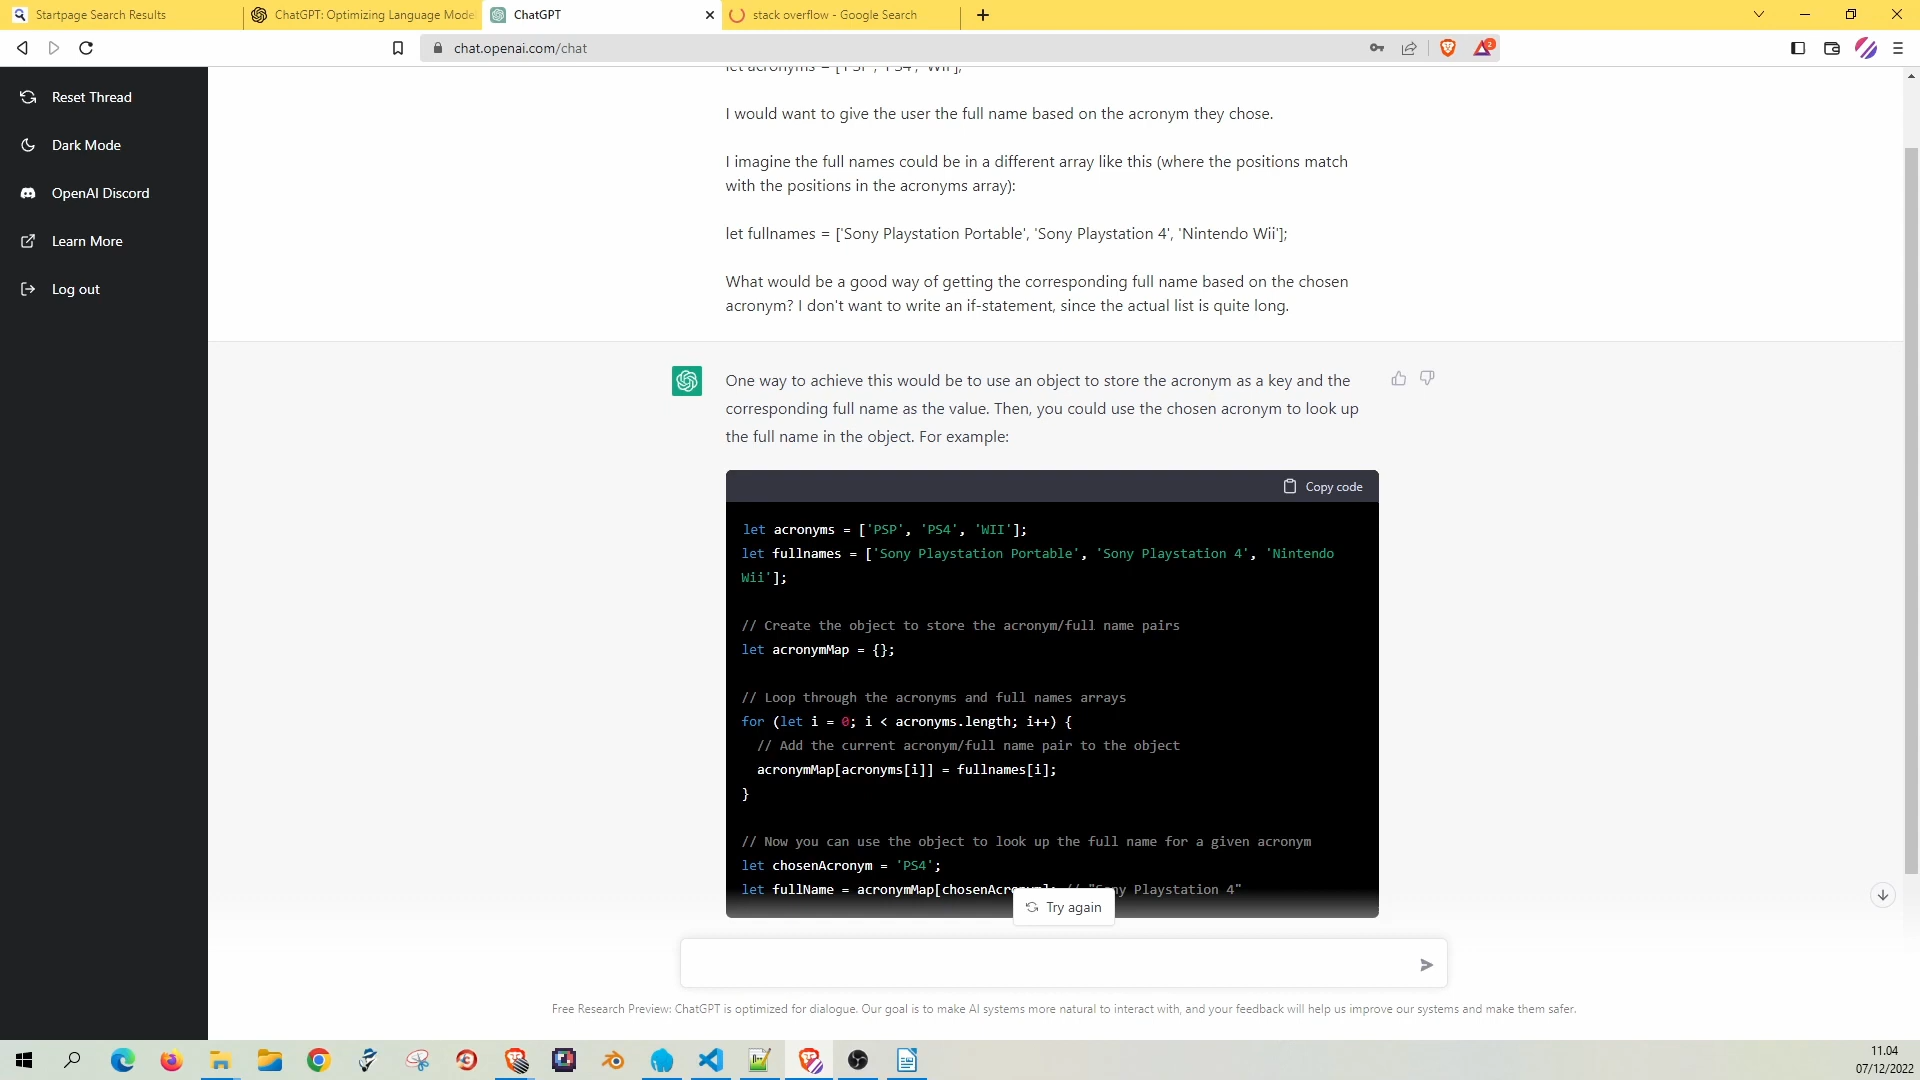 Startpage Search Results
ChatGPT: Optimizing Language Mode
ChatGPT
stack overflow - Google Search
chat.openai.com/chat
2
Reset Thread
Dark Mode
OpenAI Discord
Learn More
Log out
let acronyms = ['PSP', 'PS4', 'WII'];
I would want to give the user the full name based on the acronym they chose.
I imagine the full names could be in a different array like this (where the positions match
with the positions in the acronyms array):
let fullnames = ['Sony Playstation Portable', 'Sony Playstation 4', 'Nintendo Wii'];
What would be a good way of getting the corresponding full name based on the chosen
acronym? I don't want to write an if-statement, since the actual list is quite long.
One way to achieve this would be to use an object to store the acronym as a key and the
corresponding full name as the value. Then, you could use the chosen acronym to look up
the full name in the object. For example:
Copy code
let acronyms = ['PSP', 'PS4', 'WII'];
let fullnames = ['Sony Playstation Portable', 'Sony Playstation 4', 'Nintendo
Wii'];
// Create the object to store the acronym/full name pairs
let acronymMap = {};
// Loop through the acronyms and full names arrays
for (let i = 0; i < acronyms.length; i++) {
// Add the current acronym/full name pair to the object
acronymMap[acronyms[i]] = fullnames[i];
}
// Now you can use the object to look up the full name for a given acronym
let chosenAcronym = 'PS4';
let fullName = acronymMap[chosenAcronym]; // "Sony Playstation 4"
Try again
Free Research Preview: ChatGPT is optimized for dialogue. Our goal is to make AI systems more natural to interact with, and your feedback will help us improve our systems and make them safer.
11.04
07/12/2022